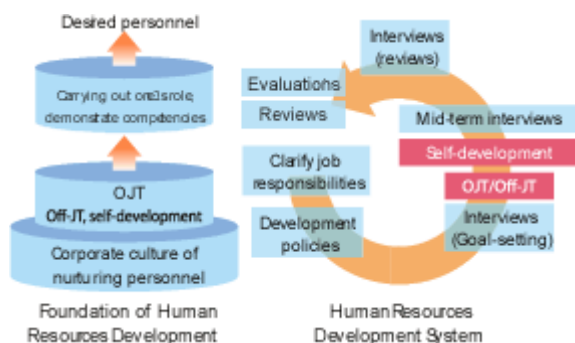 Desired personnel
Carrying out one3srole,
demonstate competencies
OJT
Off-JT, self-development
Corporate culture of
nurturing personnel
Foundation of Human
Resources Development
Interviews
(reviews)
Evaluations
Reviews
Mid-term interviews
Self-development
OJT/Off-JT
Clarify job
responsibilities
Interviews
(Goal-setting)
Development
policies
Human Resources
Development System